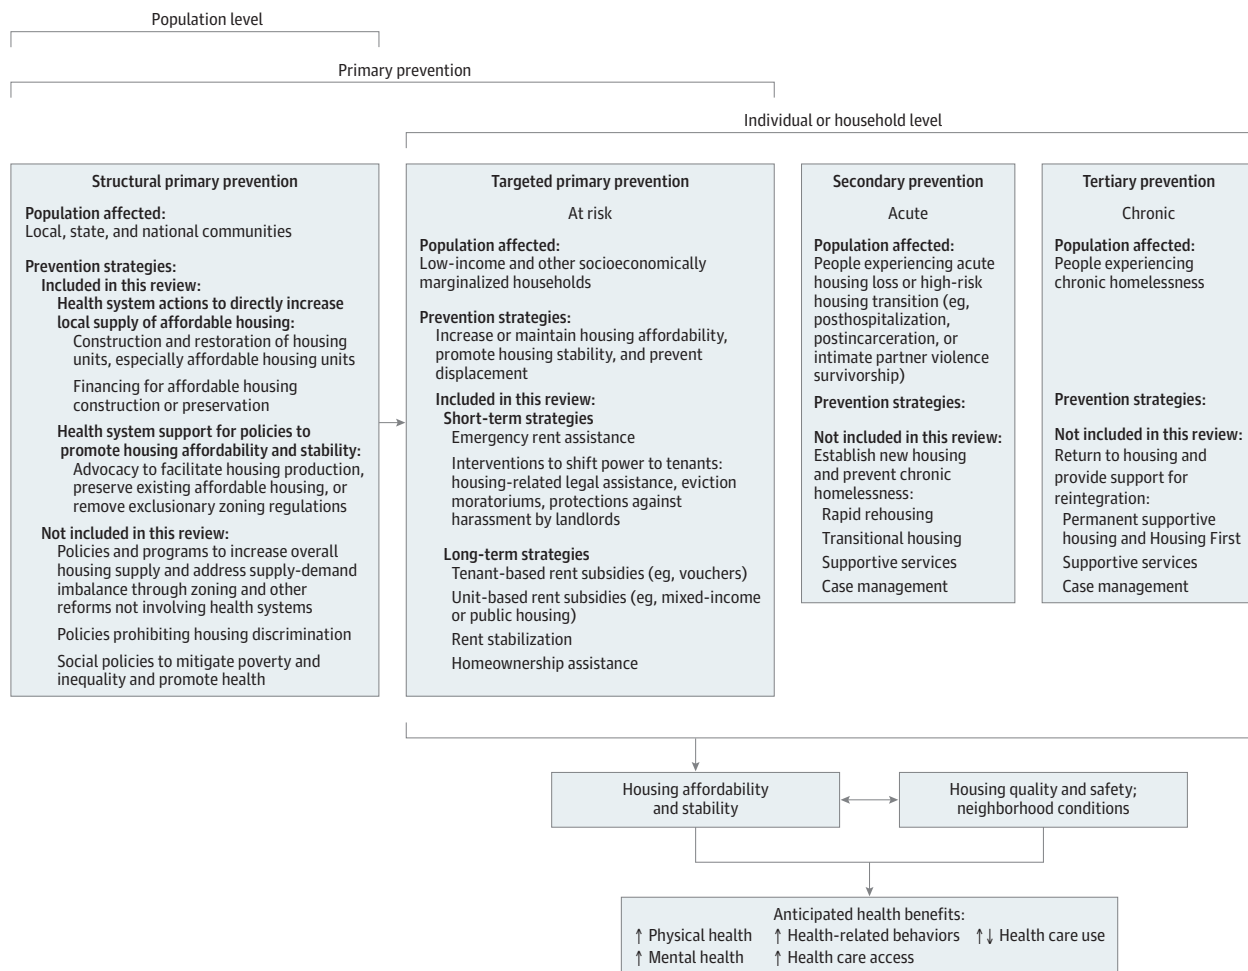 Population level
Primary prevention
Individual or household level
Structural primary prevention
Population affected:
Local, state, and national communities
Prevention strategies:
Included in this review:
Health system actions to directly increase
local supply of affordable housing:
Construction and restoration of housing
units, especially affordable housing units
Financing for affordable housing
construction or preservation
Health system support for policies to
promote housing affordability and stability:
Advocacy to facilitate housing production,
preserve existing affordable housing, or
remove exclusionary zoning regulations
Not included in this review:
Policies and programs to increase overall
housing supply and address supply-demand
imbalance through zoning and other
reforms not involving health systems
Policies prohibiting housing discrimination
Social policies to mitigate poverty and
inequality and promote health
Targeted primary prevention
At risk
Population affected:
Low-income and other socioeconomically
marginalized households
Prevention strategies:
Increase or maintain housing affordability,
promote housing stability, and prevent
displacement
Included in this review:
Short-term strategies
Emergency rent assistance
Interventions to shift power to tenants:
housing-related legal assistance, eviction
moratoriums, protections against
harassment by landlords
Long-term strategies
Tenant-based rent subsidies (eg, vouchers)
Unit-based rent subsidies (eg, mixed-income
or public housing)
Rent stabilization
Homeownership assistance
Secondary prevention
Acute
Population affected:
People experiencing acute
housing loss or high-risk
housing transition (eg,
posthospitalization,
postincarceration, or
intimate partner violence
survivorship)
Prevention strategies:
Not included in this review:
Establish new housing
and prevent chronic
homelessness:
Rapid rehousing
Transitional housing
Supportive services
Case management
Tertiary prevention
Chronic
Population affected:
People experiencing
chronic homelessness
Prevention strategies:
Not included in this review:
Return to housing and
provide support for
reintegration:
Permanent supportive
housing and Housing First
Supportive services
Case management
Housing affordability
and stability
Housing quality and safety;
neighborhood conditions
Anticipated health benefits:
↑ Physical health ↑ Health-related behaviors ↑↓ Health care use
↑ Mental health ↑ Health care access